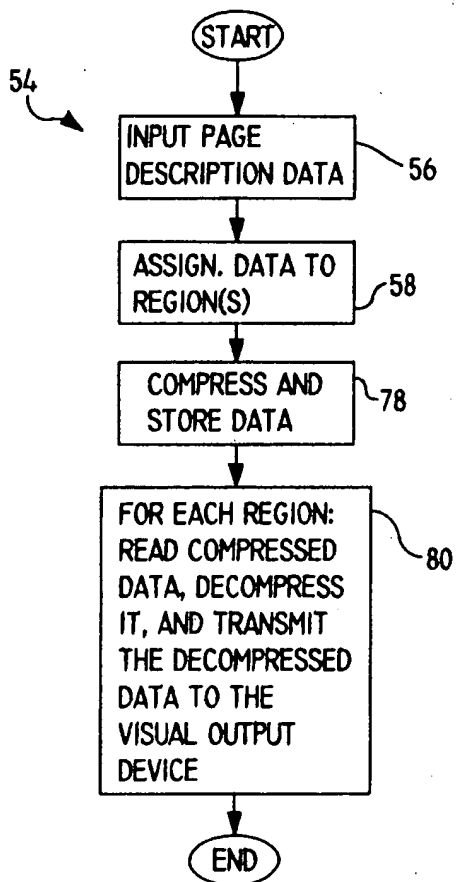 START
54
INPUT PAGE
DESCRIPTION DATA
56
ASSIGN. DATA TO
REGION(S)
58
COMPRESS AND
STORE DATA
78
FOR EACH REGION:
READ COMPRESSED
DATA, DECOMPRESS
IT, AND TRANSMIT
THE DECOMPRESSED
DATA TO THE
VISUAL OUTPUT
DEVICE
80
END